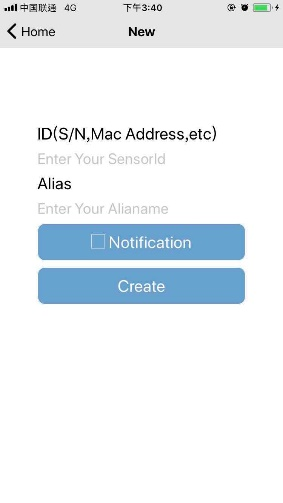 中国联通 4G 下午3:40
Home New
ID(S/N,Mac Address,etc)
Enter Your SensorId
Alias
Enter Your Alianame
Notification
Create